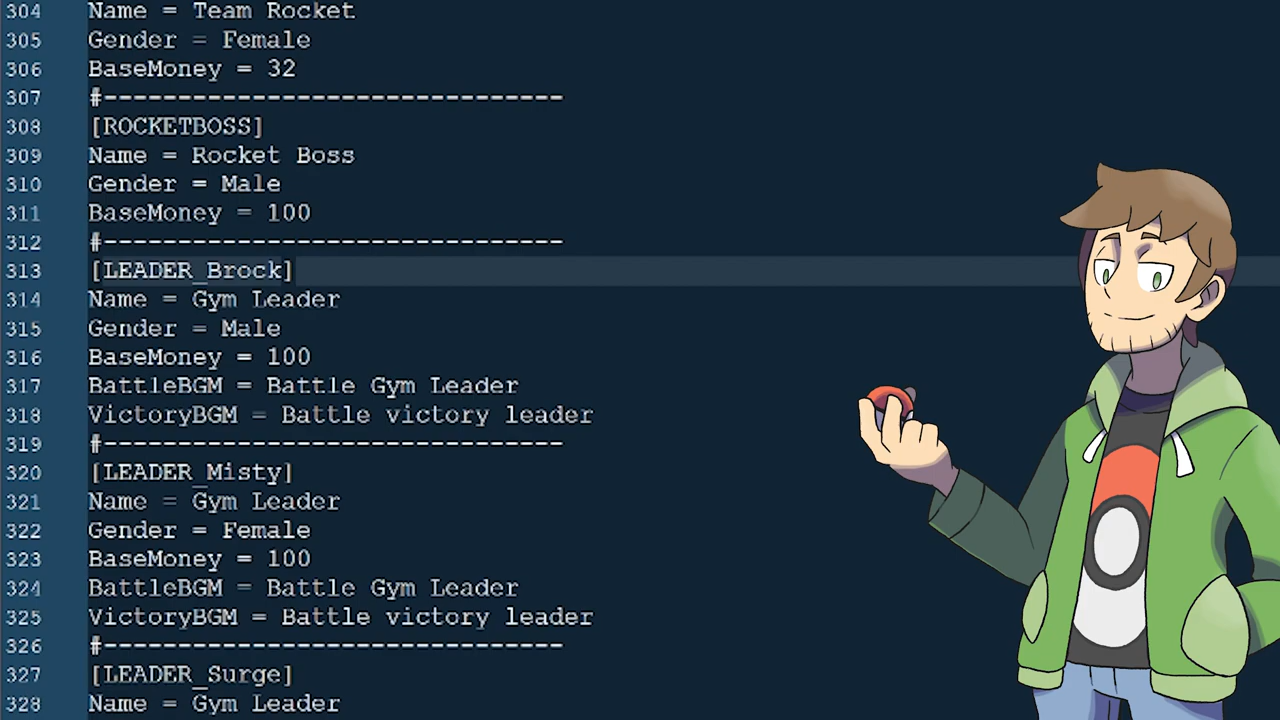 304 Name = Team Rocket
305 Gender = Female
306 BaseMoney = 32
307 #-------------------------------
308 [ROCKETBOSS]
309 Name = Rocket Boss
310 Gender = Male
311 BaseMoney = 100
312 #-------------------------------
313 [LEADER_Brock]
314 Name = Gym Leader
315 Gender = Male
316 BaseMoney = 100
317 BattleBGM = Battle Gym Leader
318 VictoryBGM = Battle victory leader
319 #-------------------------------
320 [LEADER_Misty]
321 Name = Gym Leader
322 Gender = Female
323 BaseMoney = 100
324 BattleBGM = Battle Gym Leader
325 VictoryBGM = Battle victory leader
326 #-------------------------------
327 [LEADER_Surge]
328 Name = Gym Leader